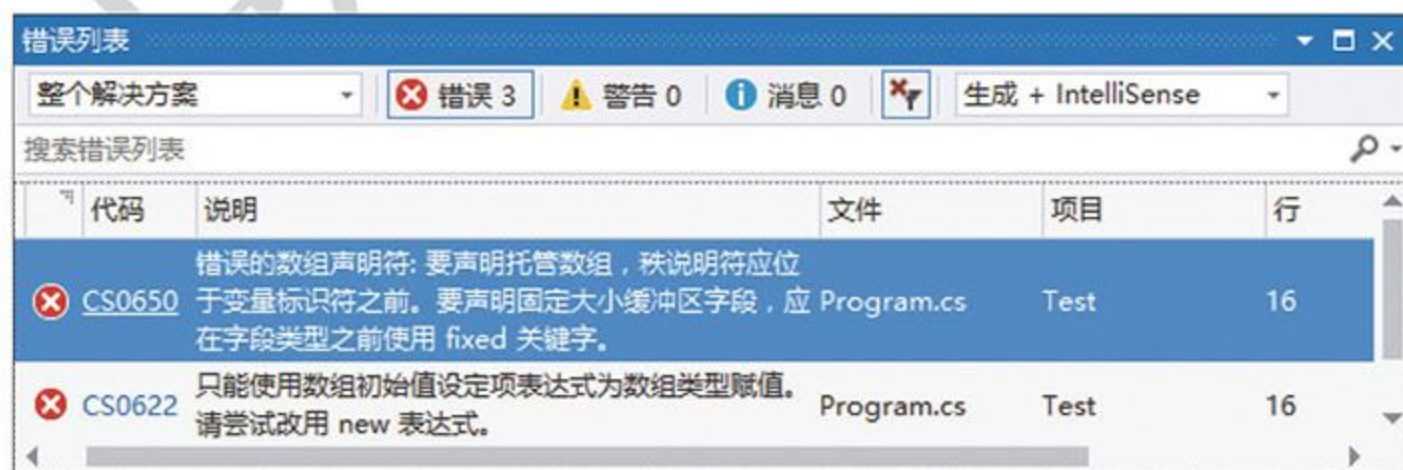 错误列表
整个解决方案 错误 3 警告 0 消息 0 生成 + IntelliSense
搜索错误列表
代码 说明 文件 项目 行
错误的数组声明符: 要声明托管数组，秩说明符应位
CS0650 于变量标识符之前。要声明固定大小缓冲区字段，应 Program.cs Test 16
在字段类型之前使用 fixed 关键字。
只能使用数组初始值设定项表达式为数组类型赋值。
CS0622 请尝试改用 new 表达式。 Program.cs Test 16